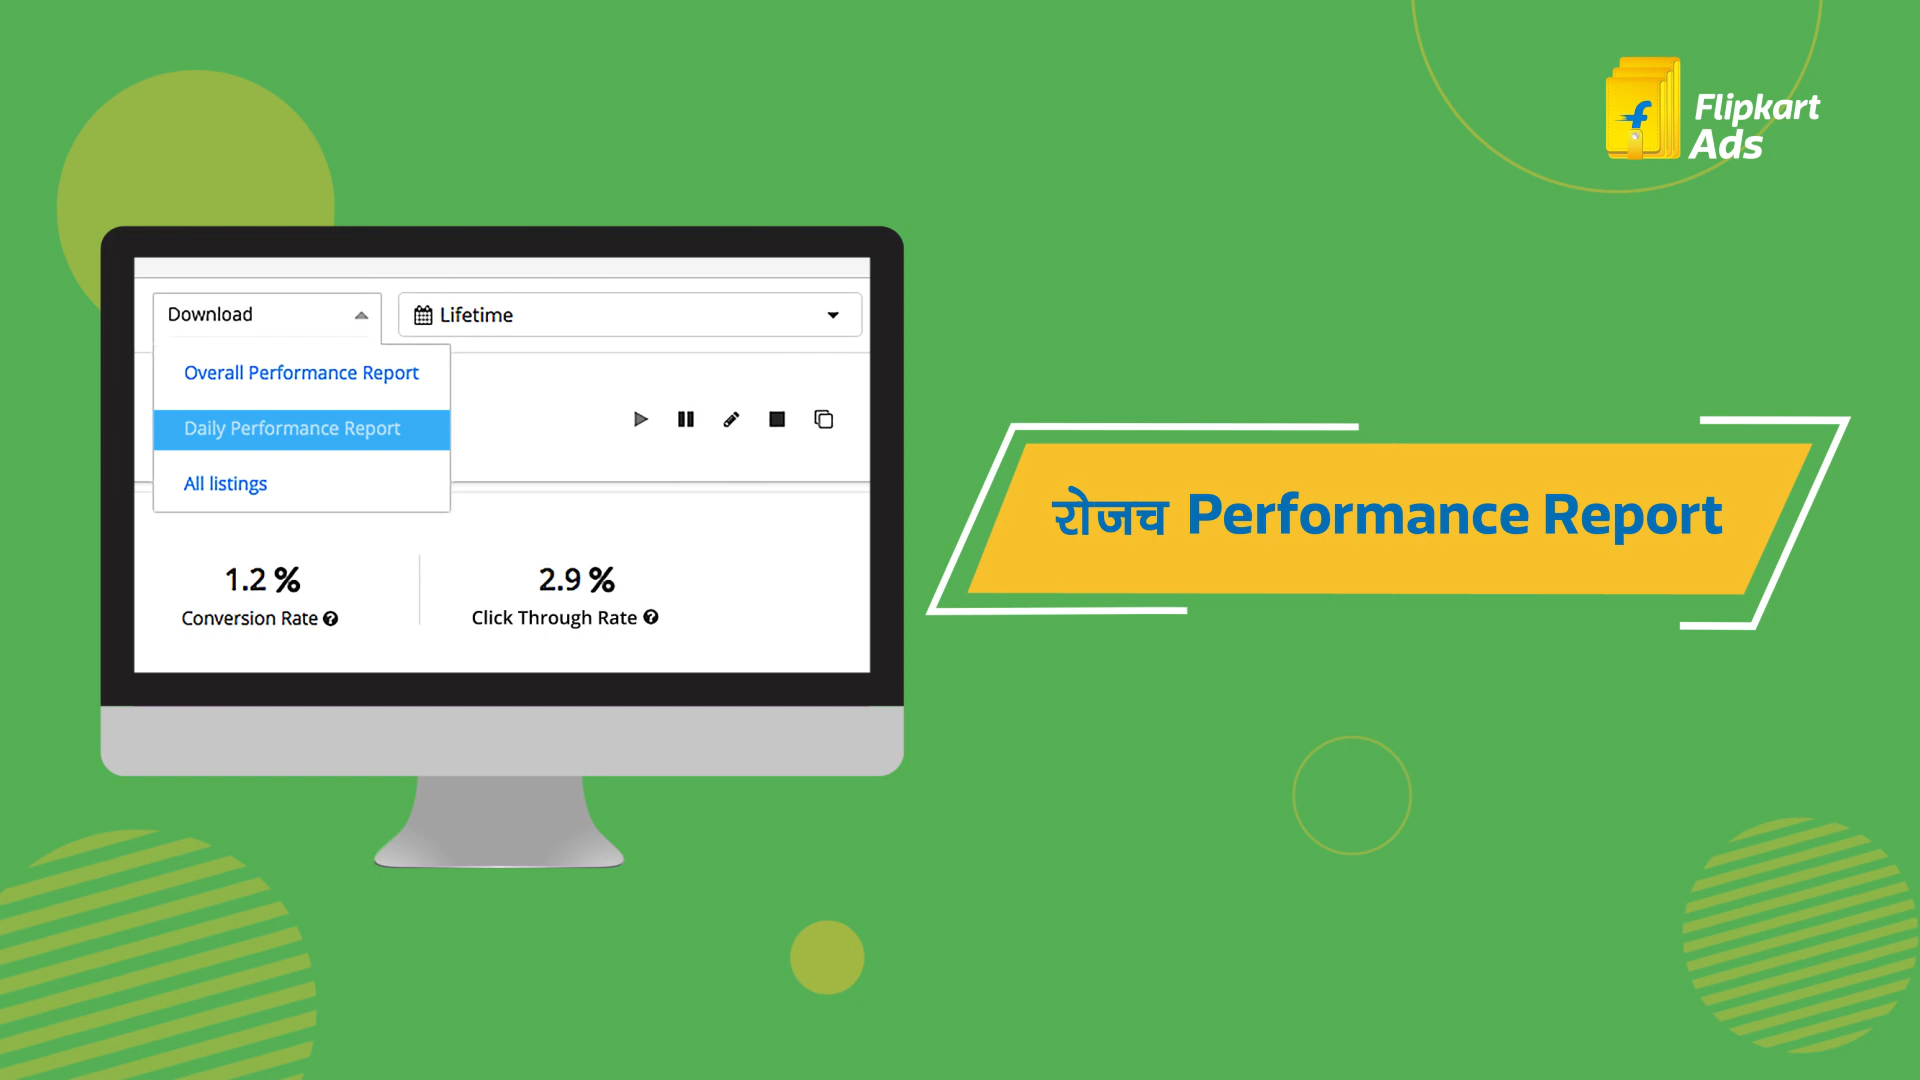 Flipkart
Ads
Download
Lifetime
Overall Performance Report
Daily Performance Report
All listings
1.2 %
2.9 %
Conversion Rate
Click Through Rate
रोजच Performance Report